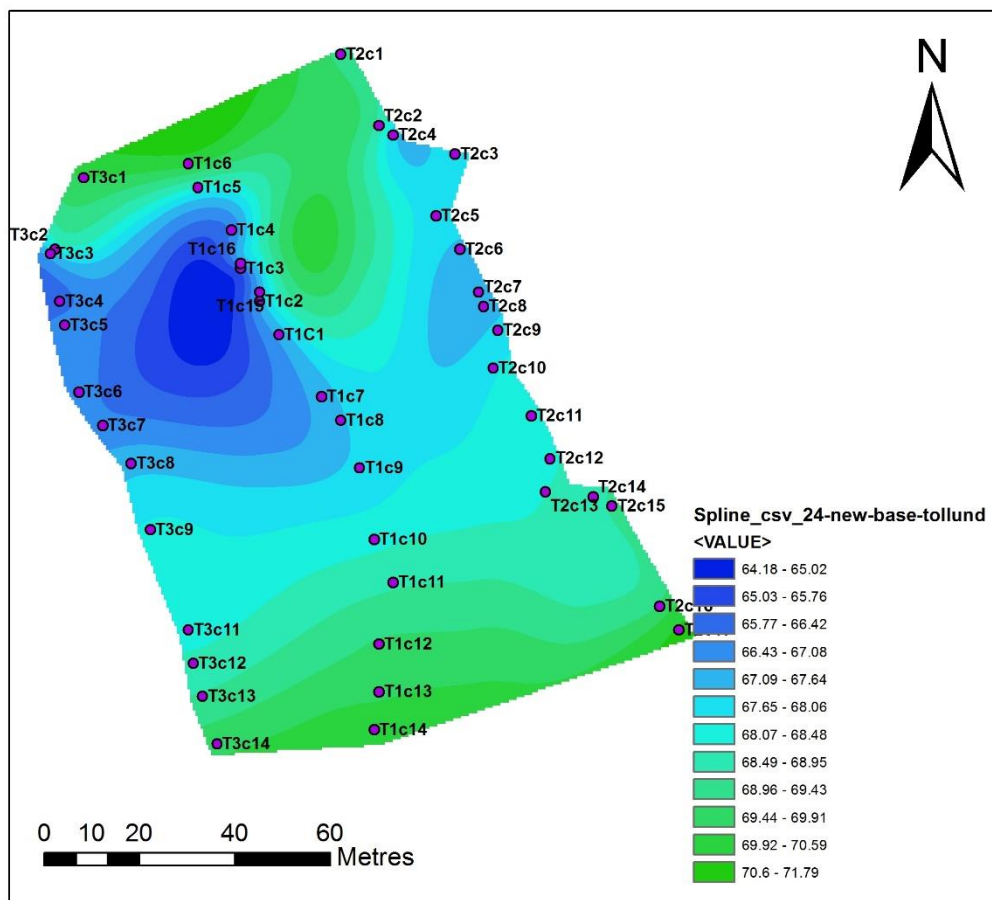 N
T2c1
T2c2
T2c4
T2c3
T1c6
T3c1
T1c5
T2c5
T1c4
T3c2
T3c3
T1c16
T2c6
T1c3
T2c7
T3c4
T1c15
T1c2
T2c8
T3c5
T1C1
T2c9
T2c10
T3c6
T1c7
T2c11
T3c7
T1c8
T2c12
T3c8
T1c9
T2c14
T2c13
T2c15
T3c9
T1c10
T1c11
T3c11
T1c12
T3c12
T3c13
T1c13
T1c14
T3c14
Spline_csv_24-new-base-tollund
<VALUE>
64.18 - 65.02
65.03 - 65.76
65.77 - 66.42
66.43 - 67.08
67.09 - 67.64
67.65 - 68.06
68.07 - 68.48
68.49 - 68.95
68.96 - 69.43
69.44 - 69.91
69.92 - 70.59
70.6 - 71.79
0 10 20 40 60
Metres